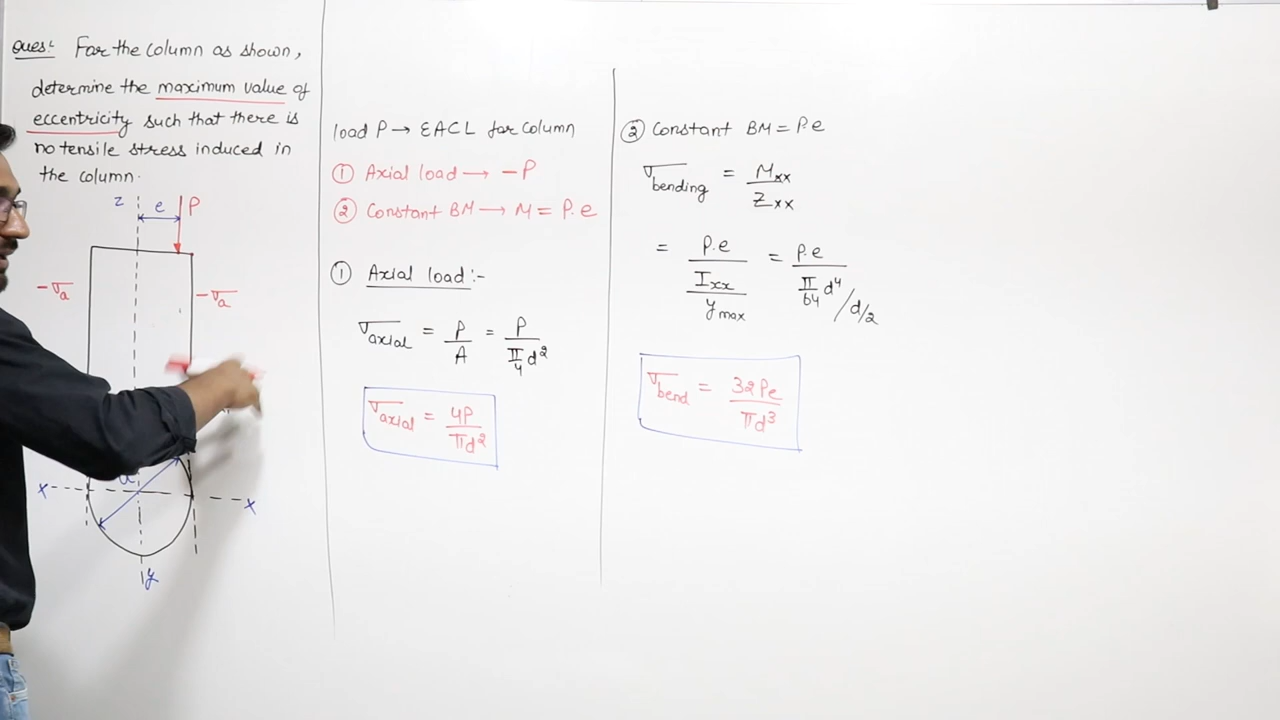 Ques:- For the column as shown,
determine the maximum value of
eccentricity such that there is
no tensile stress induced in
the column.
z e P
-σa -σa
d
x x
y
load P → EACL for column
① Axial load → -P
② Constant BM → M = P.e
① Axial load :-
σaxial = P/A = P/(π/4 d²)
σaxial = 4P/πd²
② Constant BM = P.e
σbending = Mxx/Zxx
= P.e/(Ixx/ymax) = P.e/(π/64 d⁴/d/2)
σbend = 32Pe/πd³